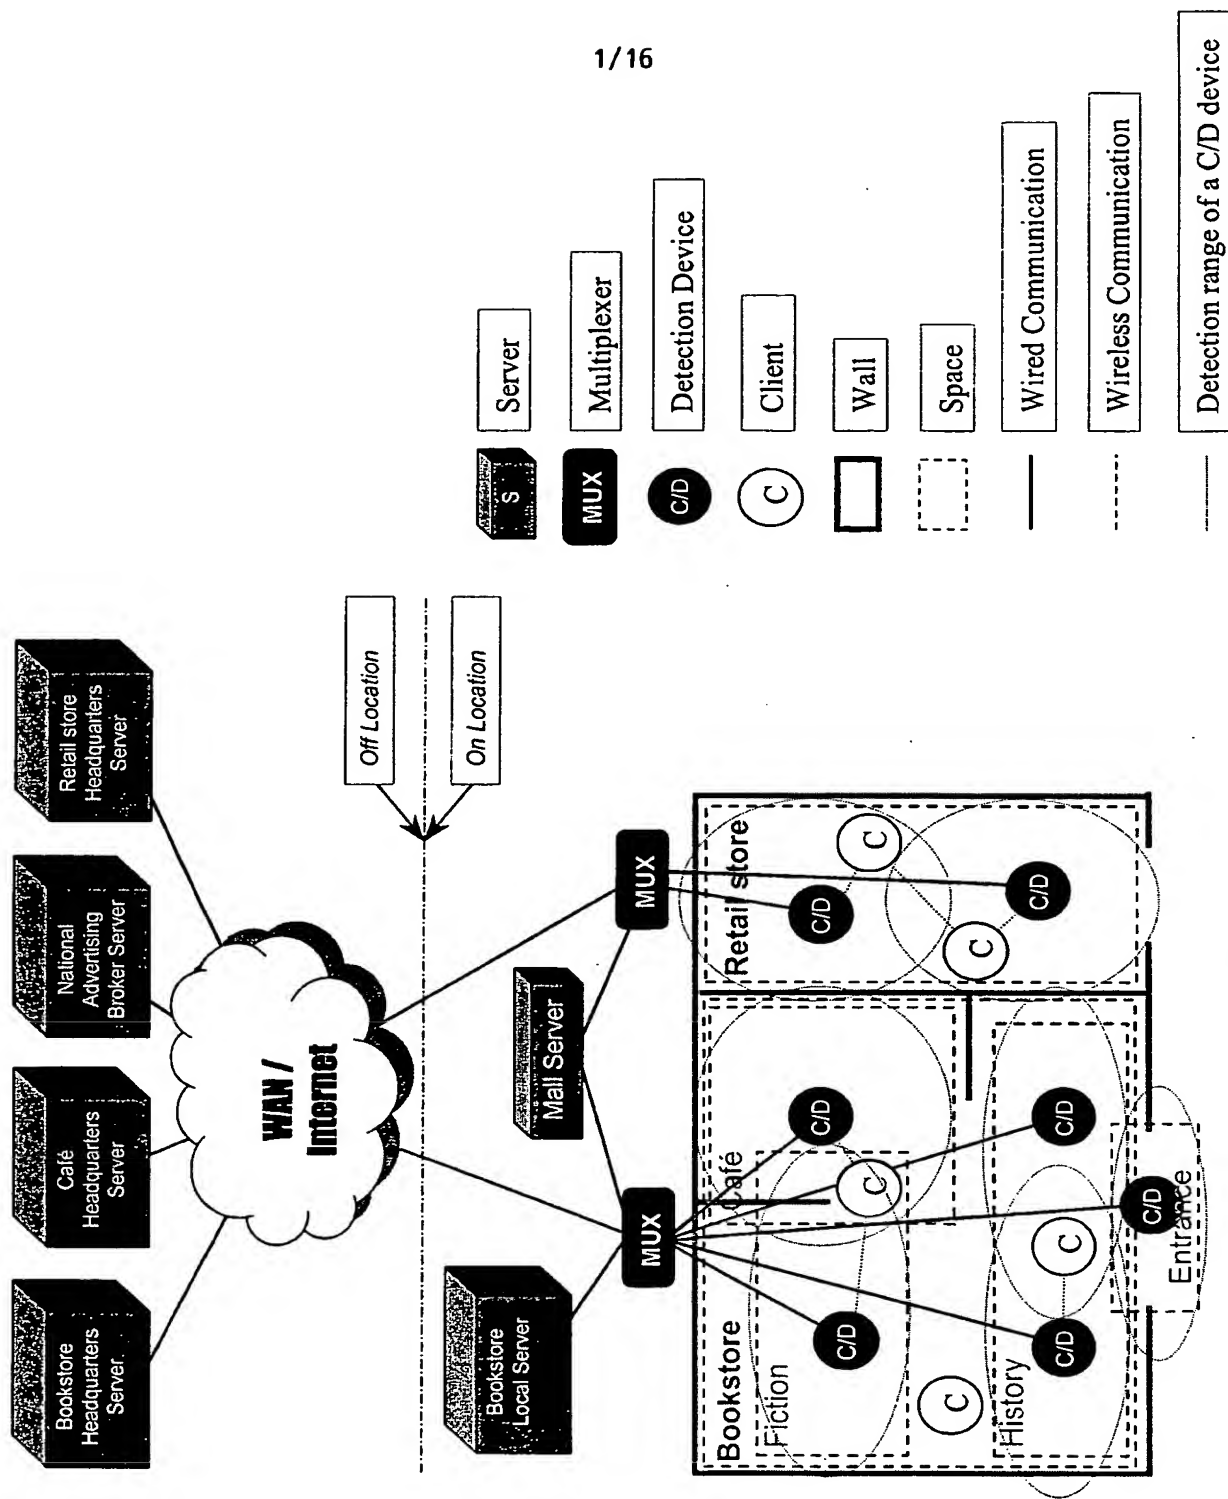 1/16
Bookstore
Headquarters
Server
Café
Headquarters
Server
National
Advertising
Broker Server
Retail store
Headquarters
Server
WAN /
Internet
Off Location
On Location
Bookstore
Local Server
Mall Server
MUX
MUX
Bookstore
Fiction
Café
Retail store
C/D
C/D
C/D
C
C
C
C/D
C
History
C/D
C
C/D
C/D
Entrance
S
Server
MUX
Multiplexer
C/D
Detection Device
C
Client
Wall
Space
Wired Communication
Wireless Communication
Detection range of a C/D device